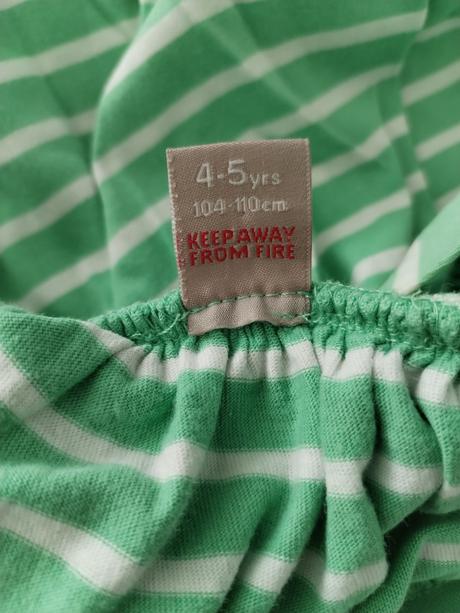 4-5yrs
104-110cm
KEEP AWAY
FROM FIRE